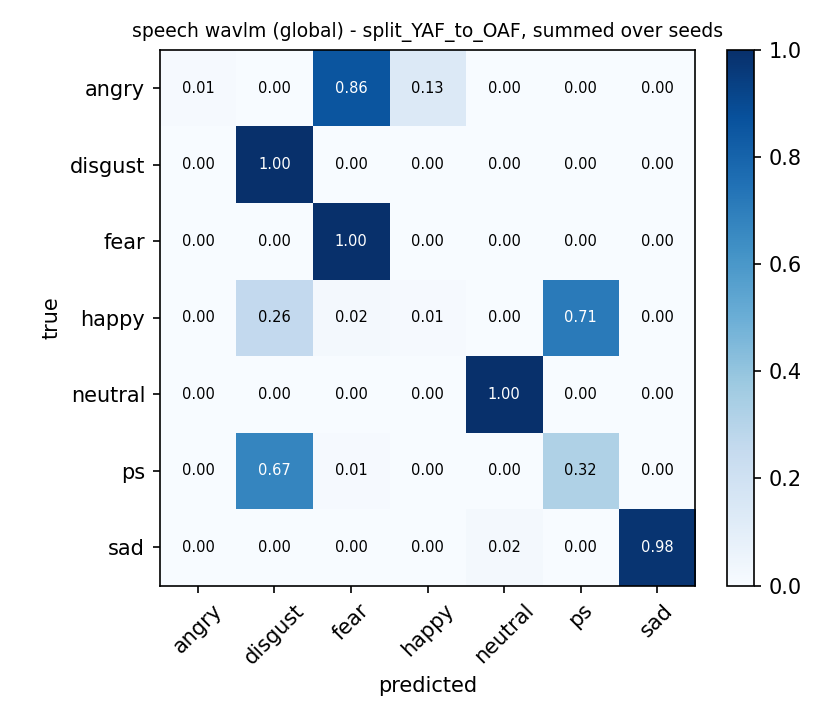 speech wavlm (global) - split_YAF_to_OAF, summed over seeds
angry 0.01 0.00 0.86 0.13 0.00 0.00 0.00
disgust 0.00 1.00 0.00 0.00 0.00 0.00 0.00
fear 0.00 0.00 1.00 0.00 0.00 0.00 0.00
happy 0.00 0.26 0.02 0.01 0.00 0.71 0.00
neutral 0.00 0.00 0.00 0.00 1.00 0.00 0.00
ps 0.00 0.67 0.01 0.00 0.00 0.32 0.00
sad 0.00 0.00 0.00 0.00 0.02 0.00 0.98
true
angry disgust fear happy neutral ps sad
predicted
1.0
0.8
0.6
0.4
0.2
0.0